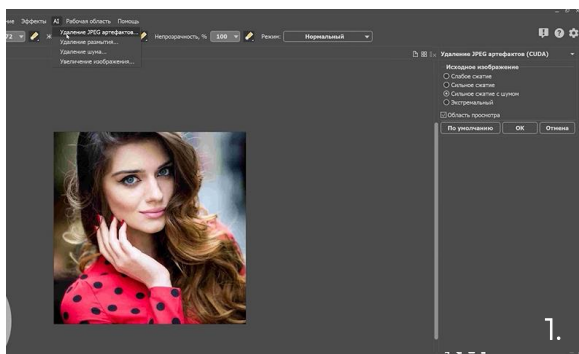 Эффекты AI Рабочая область Помощь
72 Непрозрачность, % 100 Режим: Нормальный
Удаление JPEG артефактов...
Удаление размытия...
Удаление шума...
Увеличение изображения...
Удаление JPEG артефактов (CUDA)
Исходное изображение
Слабое сжатие
Сильное сжатие
Сильное сжатие с шумом
Экстремальный
Область просмотра
По умолчанию OK Отмена
1.